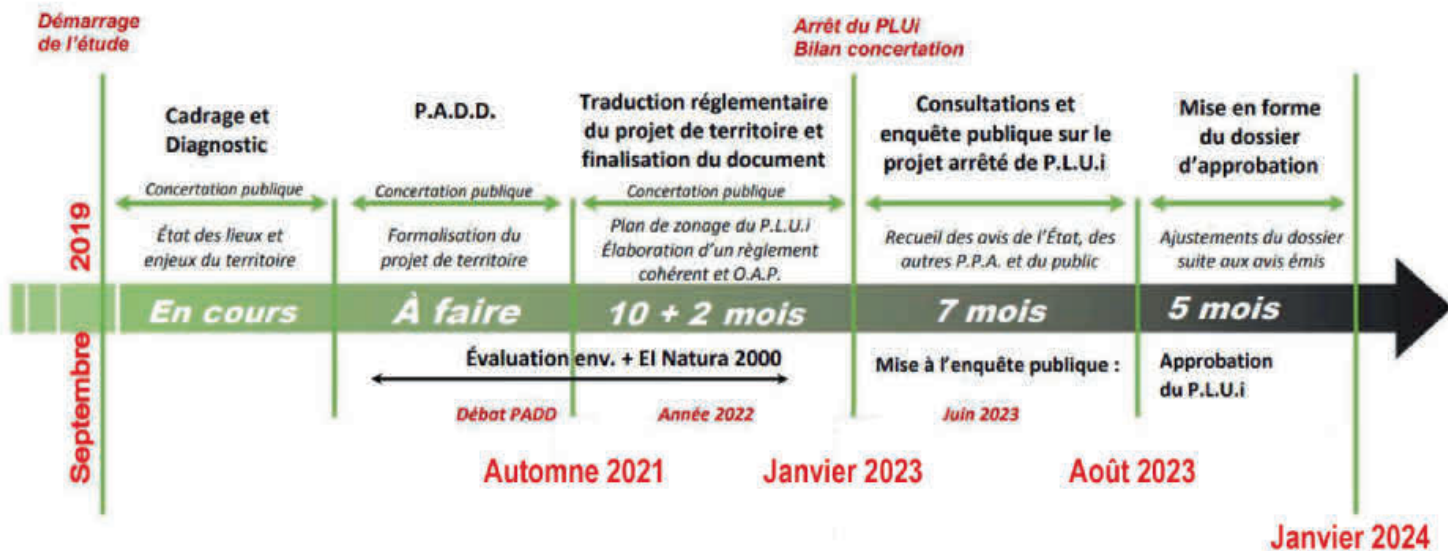 Démarrage
de l'étude
Arrêt du PLUi
Bilan concertation
Cadrage et
Diagnostic
P.A.D.D.
Traduction réglementaire
du projet de territoire et
finalisation du document
Consultations et
enquête publique sur le
projet arrêté de P.L.U.i
Mise en forme
du dossier
d'approbation
Concertation publique
Concertation publique
Concertation publique
État des lieux et
enjeux du territoire
Formalisation du
projet de territoire
Plan de zonage du P.L.U.i
Élaboration d'un règlement
cohérent et O.A.P.
Recueil des avis de l'État, des
autres P.P.A. et du public
Ajustements du dossier
suite aux avis émis
Septembre 2019
En cours
À faire
10 + 2 mois
7 mois
5 mois
Évaluation env. + EI Natura 2000
Mise à l'enquête publique :
Approbation
du P.L.U.i
Débat PADD
Année 2022
Juin 2023
Automne 2021
Janvier 2023
Août 2023
Janvier 2024